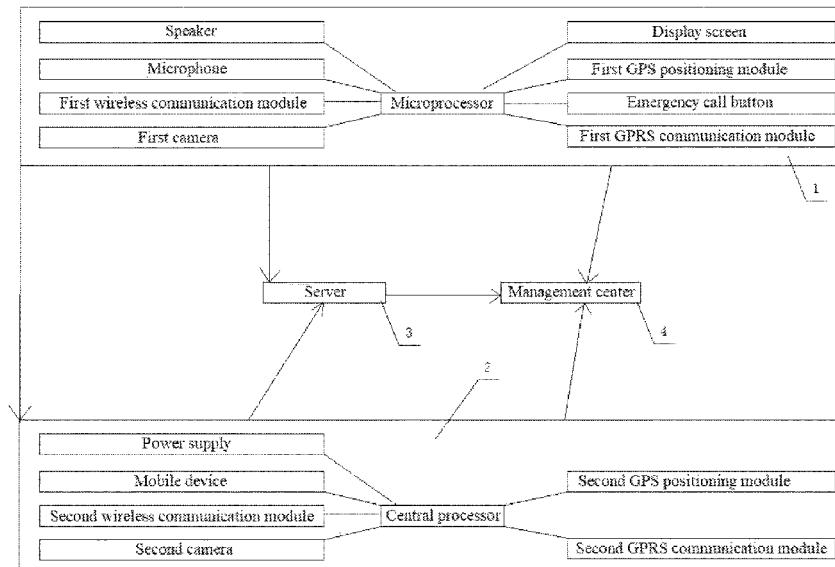 Speaker
Display screen
Microphone
First GPS positioning module
First wireless communication module
Microprocessor
Emergency call button
First camera
First GPRS communication module
1
Server
Management center
3
4
2
Power supply
Mobile device
Second GPS positioning module
Second wireless communication module
Central processor
Second camera
Second GPRS communication module